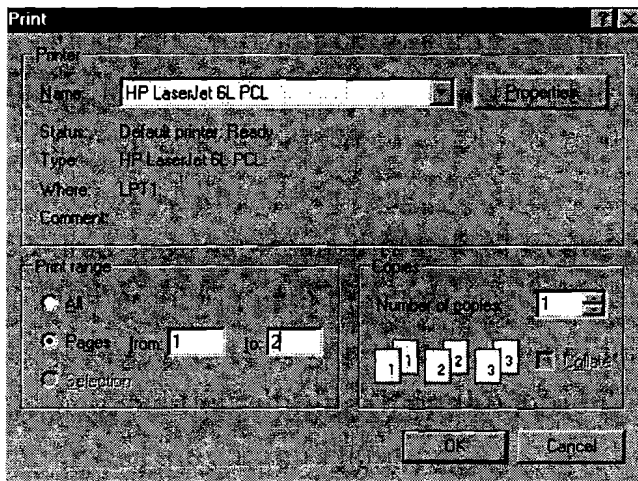 Print
Printer
Name: HP LaserJet 6L PCL Properties
Status: Default printer; Ready
Type: HP LaserJet 6L PCL
Where: LPT1:
Comment:
Print range
All
Pages from: 1 to: 2
Selection
Copies
Number of copies: 1
1 1 2 2 3 3 Collate
OK Cancel